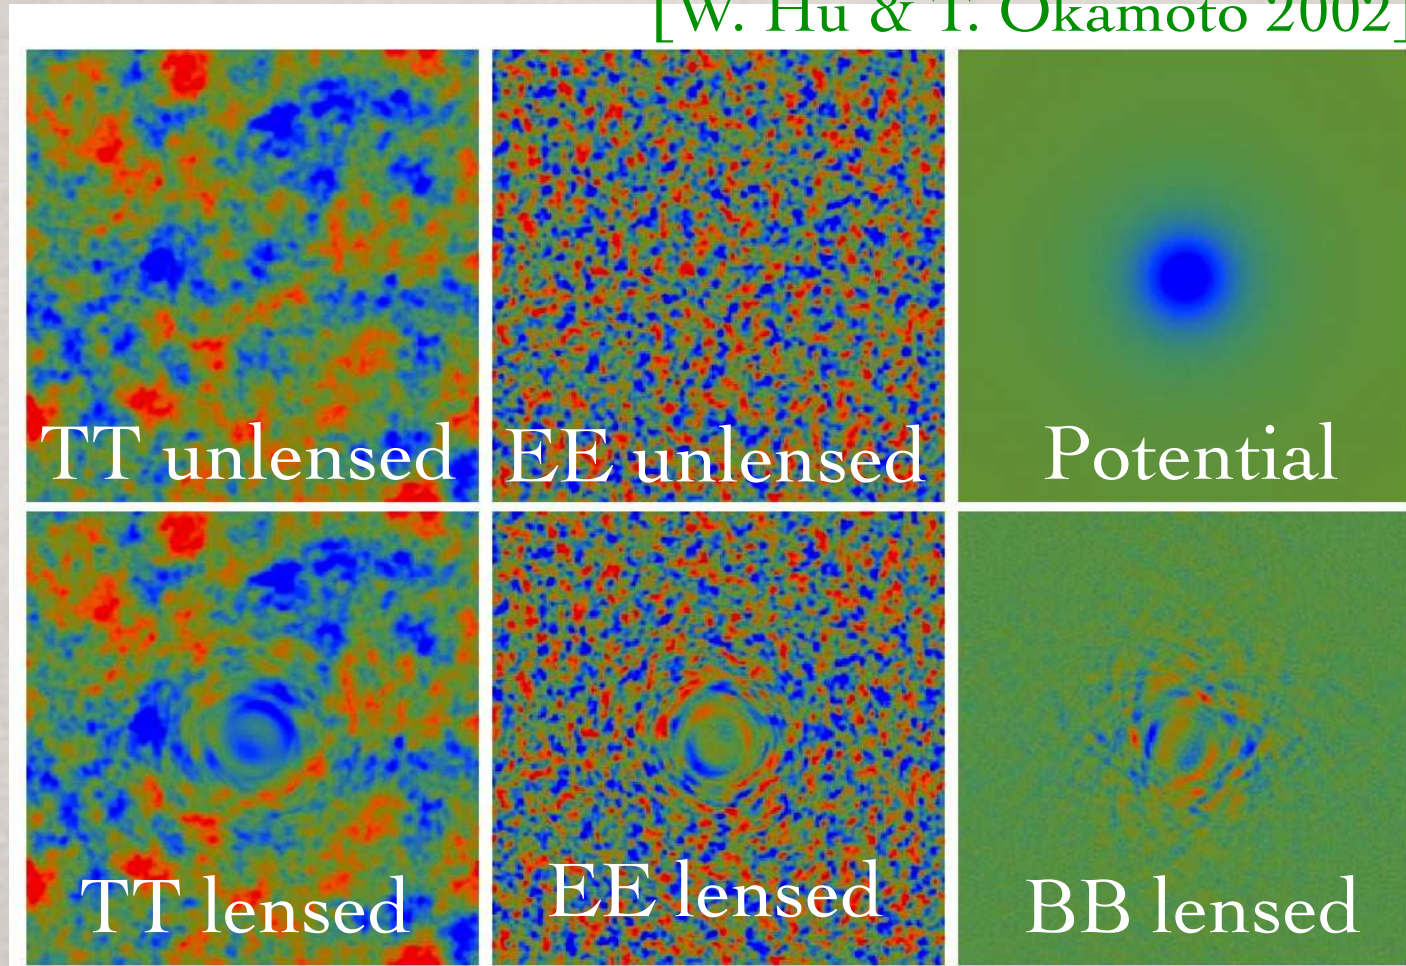 [W. Hu & T. Okamoto 2002]
TT unlensed
EE unlensed
Potential
TT lensed
EE lensed
BB lensed